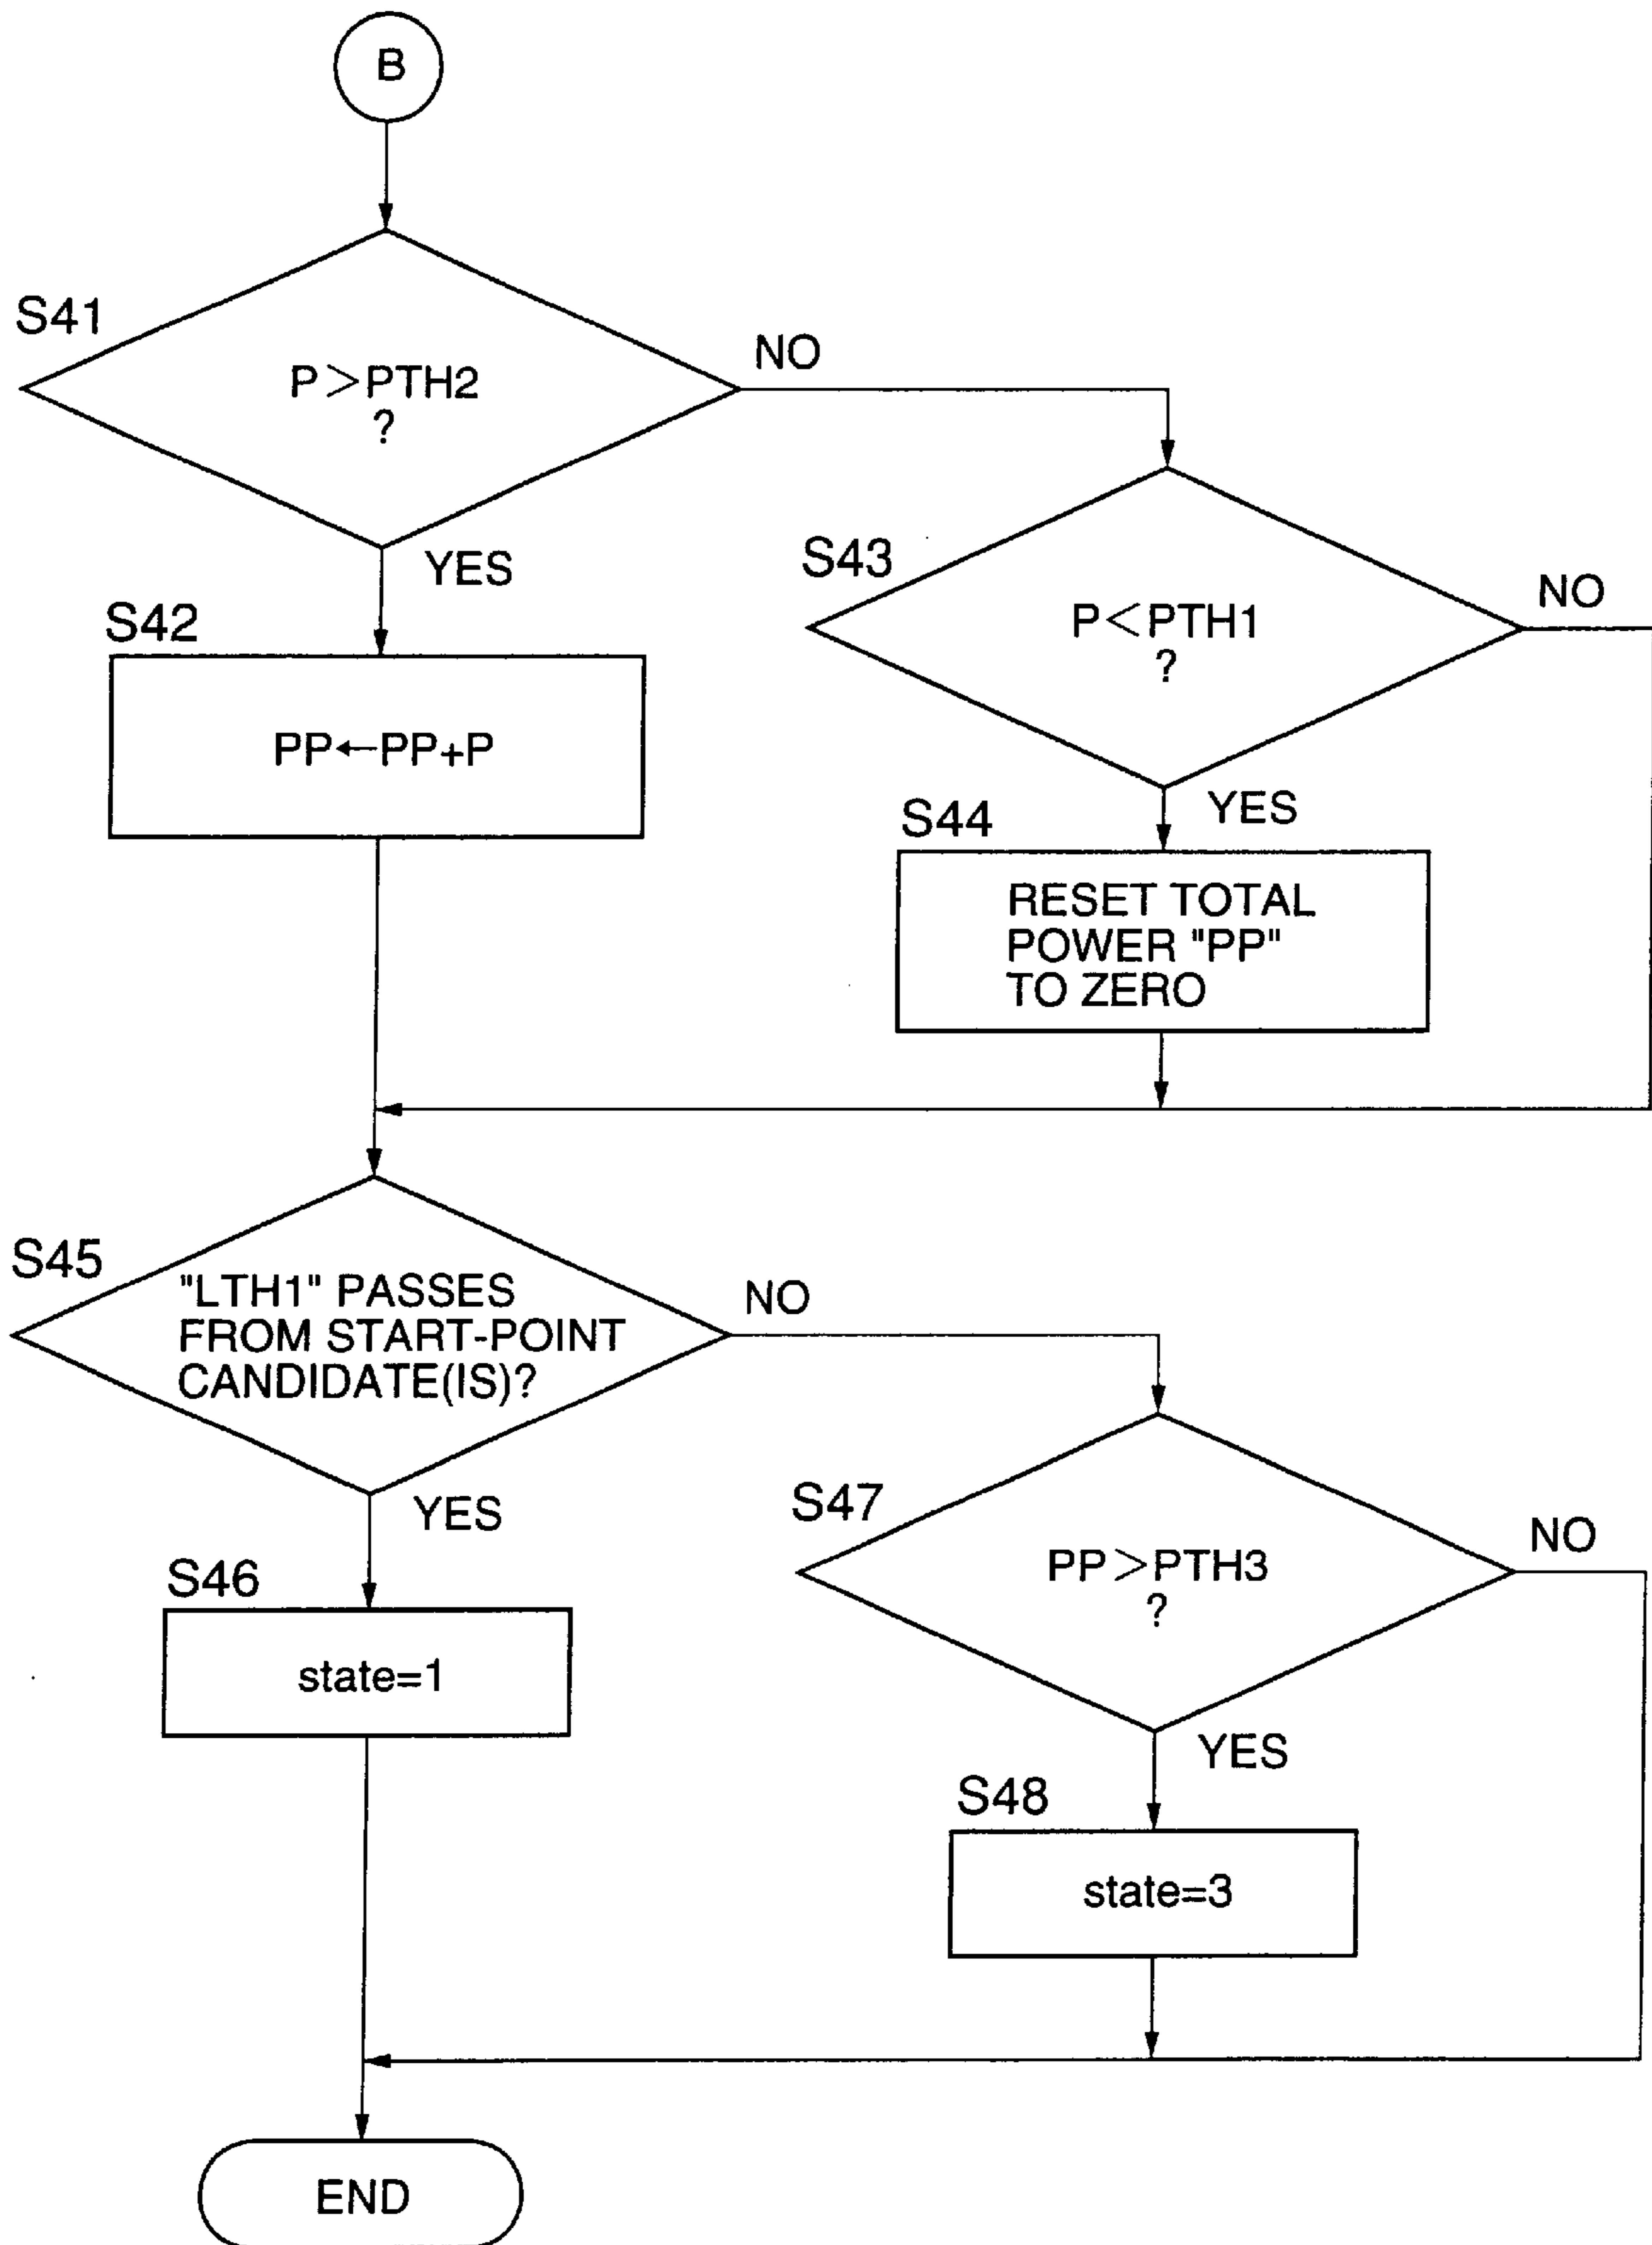 B
S41
P>PTH2
?
NO
YES
S43
P<PTH1
?
NO
S42
PP←PP+P
YES
S44
RESET TOTAL
POWER "PP"
TO ZERO
S45
"LTH1" PASSES
FROM START-POINT
CANDIDATE(IS)?
NO
YES
S47
PP>PTH3
?
NO
S46
state=1
YES
S48
state=3
END